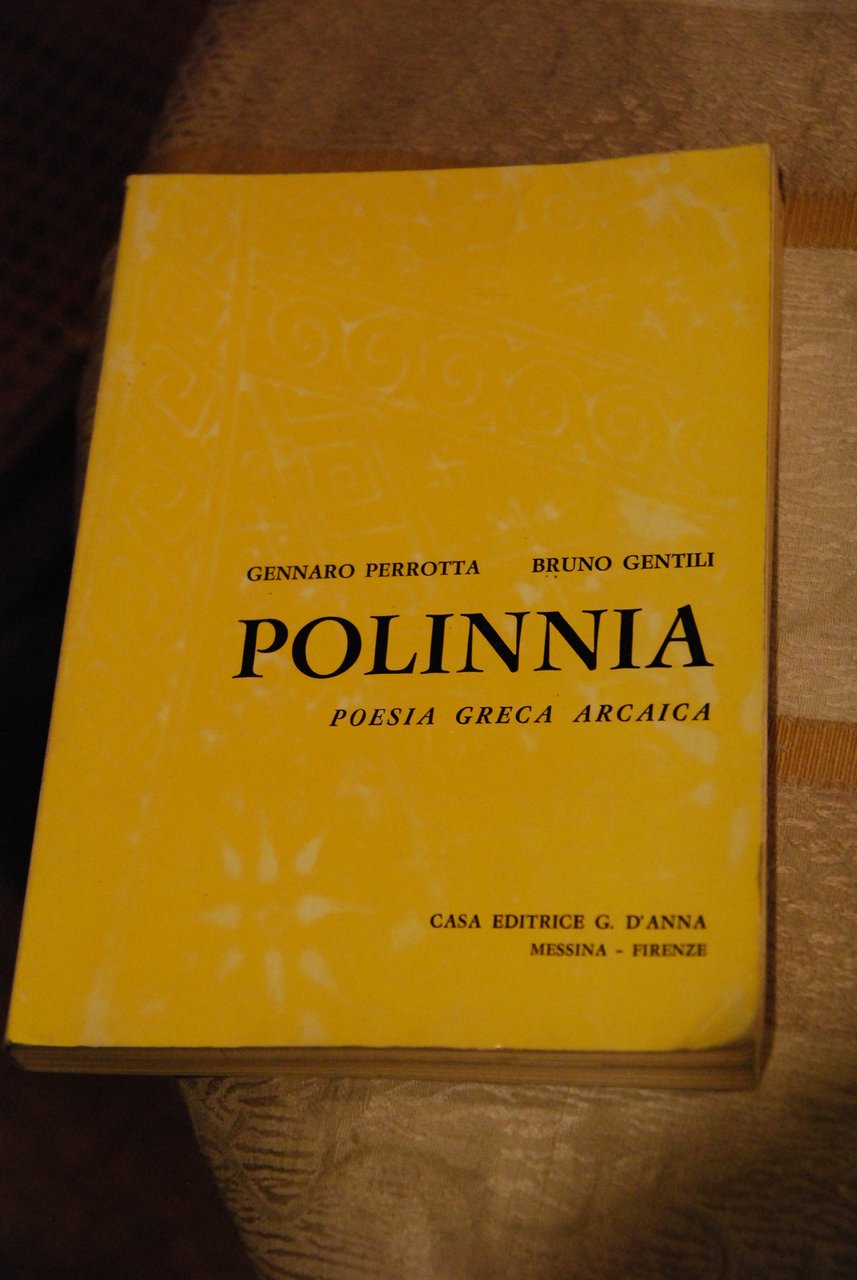 GENNARO PERROTTA BRUNO GENTILI
POLINNIA
POESIA GRECA ARCAICA
CASA EDITRICE G. D'ANNA
MESSINA - FIRENZE